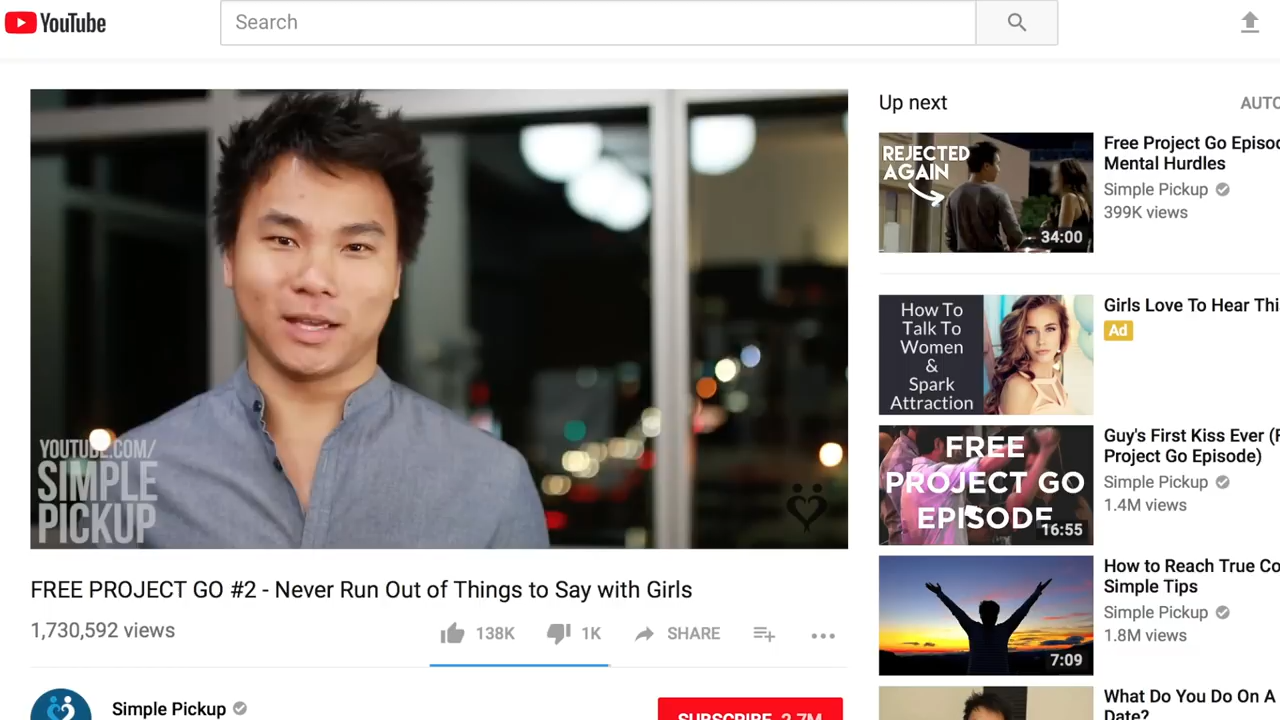 YouTube
Search
YOUTUBE.COM/
SIMPLE
PICKUP
FREE PROJECT GO #2 - Never Run Out of Things to Say with Girls
1,730,592 views
138K
1K
SHARE
Simple Pickup
SUBSCRIBE 2.7M
Up next
AUTO
REJECTED
AGAIN
34:00
Free Project Go Episod
Mental Hurdles
Simple Pickup
399K views
How To
Talk To
Women
&
Spark
Attraction
Girls Love To Hear Thi
Ad
FREE
PROJECT GO
EPISODE
16:55
Guy's First Kiss Ever (F
Project Go Episode)
Simple Pickup
1.4M views
7:09
How to Reach True Co
Simple Tips
Simple Pickup
1.8M views
What Do You Do On A
Date?